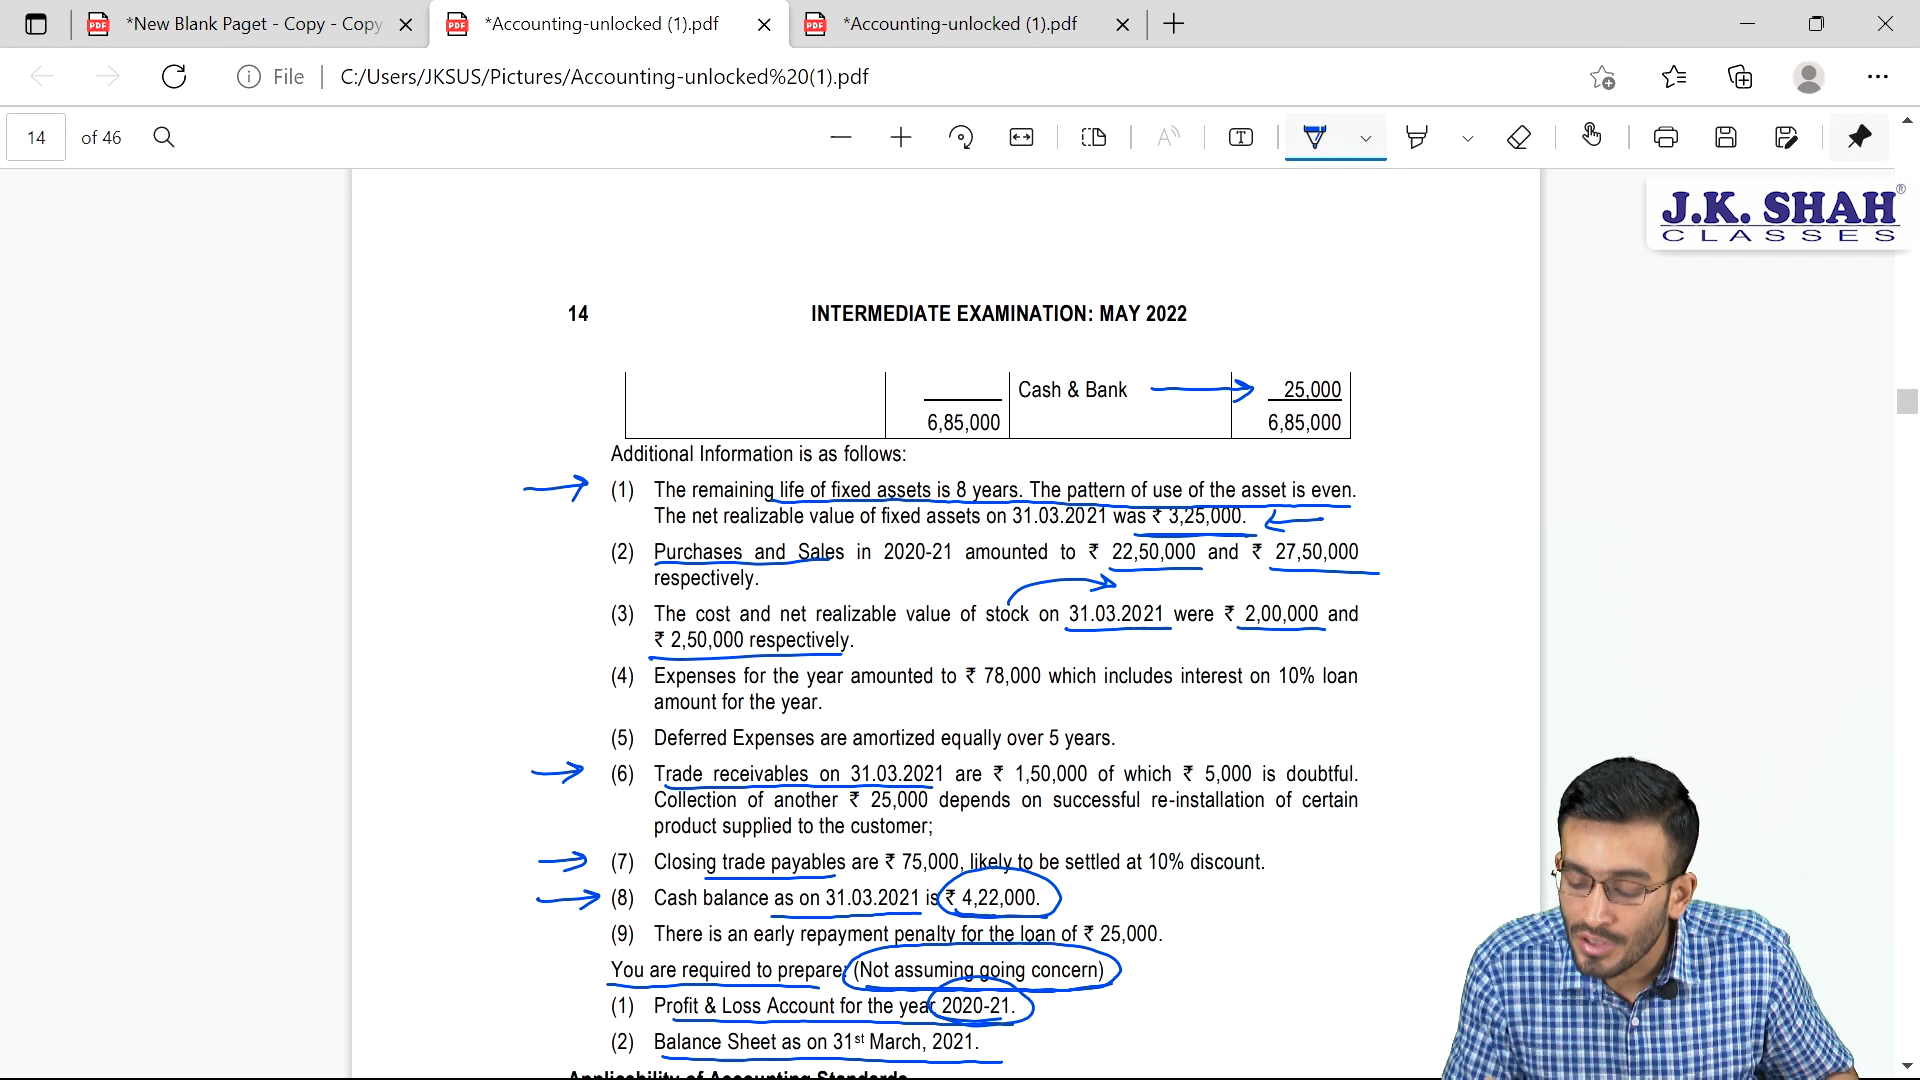 *New Blank Paget - Copy - Copy
*Accounting-unlocked (1).pdf
*Accounting-unlocked (1).pdf
File
C:/Users/JKSUS/Pictures/Accounting-unlocked%20(1).pdf
14 of 46
J.K. SHAH®
CLASSES
14 INTERMEDIATE EXAMINATION: MAY 2022
Cash & Bank 25,000
6,85,000 6,85,000
Additional Information is as follows:
(1) The remaining life of fixed assets is 8 years. The pattern of use of the asset is even.
The net realizable value of fixed assets on 31.03.2021 was ₹ 3,25,000.
(2) Purchases and Sales in 2020-21 amounted to ₹ 22,50,000 and ₹ 27,50,000
respectively.
(3) The cost and net realizable value of stock on 31.03.2021 were ₹ 2,00,000 and
₹ 2,50,000 respectively.
(4) Expenses for the year amounted to ₹ 78,000 which includes interest on 10% loan
amount for the year.
(5) Deferred Expenses are amortized equally over 5 years.
(6) Trade receivables on 31.03.2021 are ₹ 1,50,000 of which ₹ 5,000 is doubtful.
Collection of another ₹ 25,000 depends on successful re-installation of certain
product supplied to the customer;
(7) Closing trade payables are ₹ 75,000, likely to be settled at 10% discount.
(8) Cash balance as on 31.03.2021 is ₹ 4,22,000.
(9) There is an early repayment penalty for the loan of ₹ 25,000.
You are required to prepare: (Not assuming going concern)
(1) Profit & Loss Account for the year 2020-21.
(2) Balance Sheet as on 31st March, 2021.
Applicability of Accounting Standards